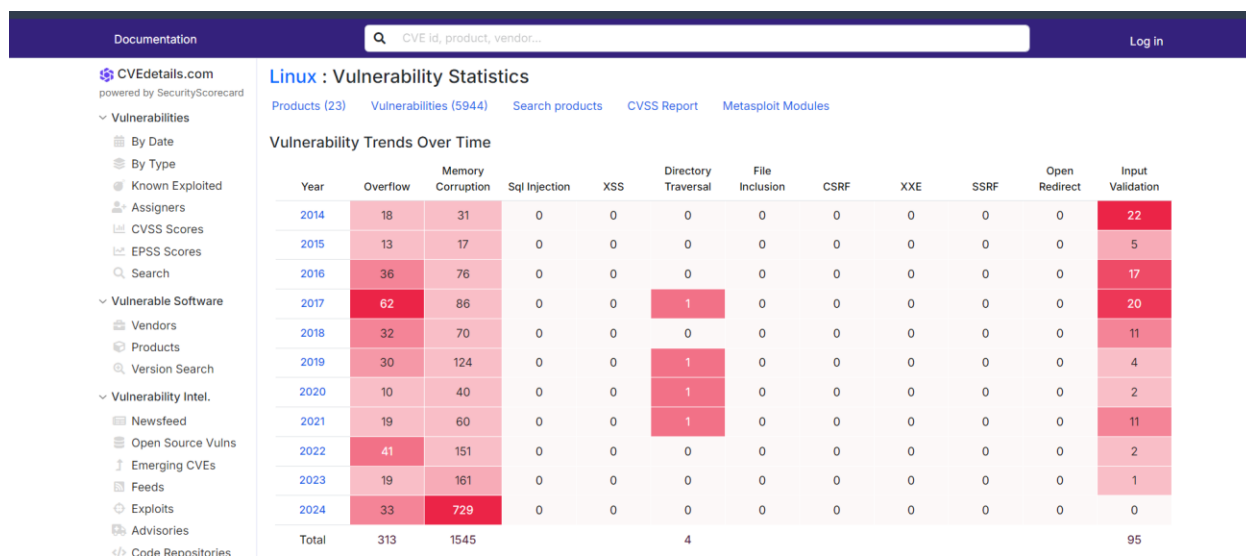 Documentation
CVE id, product, vendor...
Log in
CVEdetails.com
powered by SecurityScorecard
Vulnerabilities
By Date
By Type
Known Exploited
Assigners
CVSS Scores
EPSS Scores
Search
Vulnerable Software
Vendors
Products
Version Search
Vulnerability Intel.
Newsfeed
Open Source Vulns
Emerging CVEs
Feeds
Exploits
Advisories
Code Repositories
Linux : Vulnerability Statistics
Products (23) Vulnerabilities (5944) Search products CVSS Report Metasploit Modules
Vulnerability Trends Over Time
Year Overflow Memory Corruption Sql Injection XSS Directory Traversal File Inclusion CSRF XXE SSRF Open Redirect Input Validation
2014 18 31 0 0 0 0 0 0 0 0 22
2015 13 17 0 0 0 0 0 0 0 0 5
2016 36 76 0 0 0 0 0 0 0 0 17
2017 62 86 0 0 1 0 0 0 0 0 20
2018 32 70 0 0 0 0 0 0 0 0 11
2019 30 124 0 0 1 0 0 0 0 0 4
2020 10 40 0 0 1 0 0 0 0 0 2
2021 19 60 0 0 1 0 0 0 0 0 11
2022 41 151 0 0 0 0 0 0 0 0 2
2023 19 161 0 0 0 0 0 0 0 0 1
2024 33 729 0 0 0 0 0 0 0 0 0
Total 313 1545 4 95